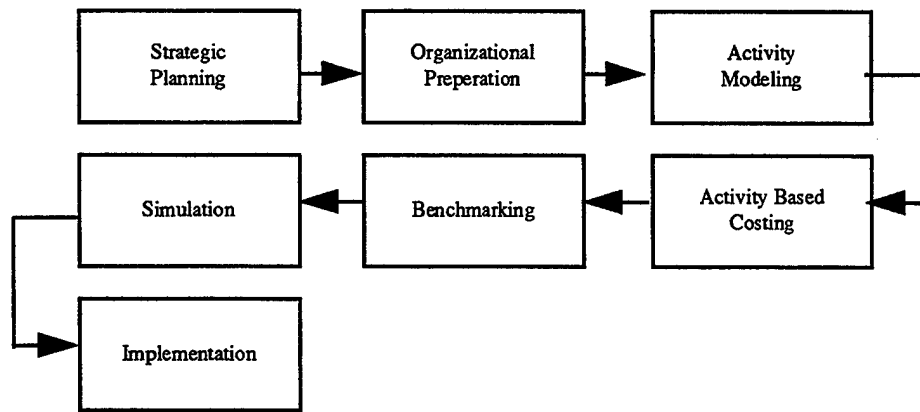 Strategic
Planning
Organizational
Preperation
Activity
Modeling
Simulation
Benchmarking
Activity Based
Costing
Implementation